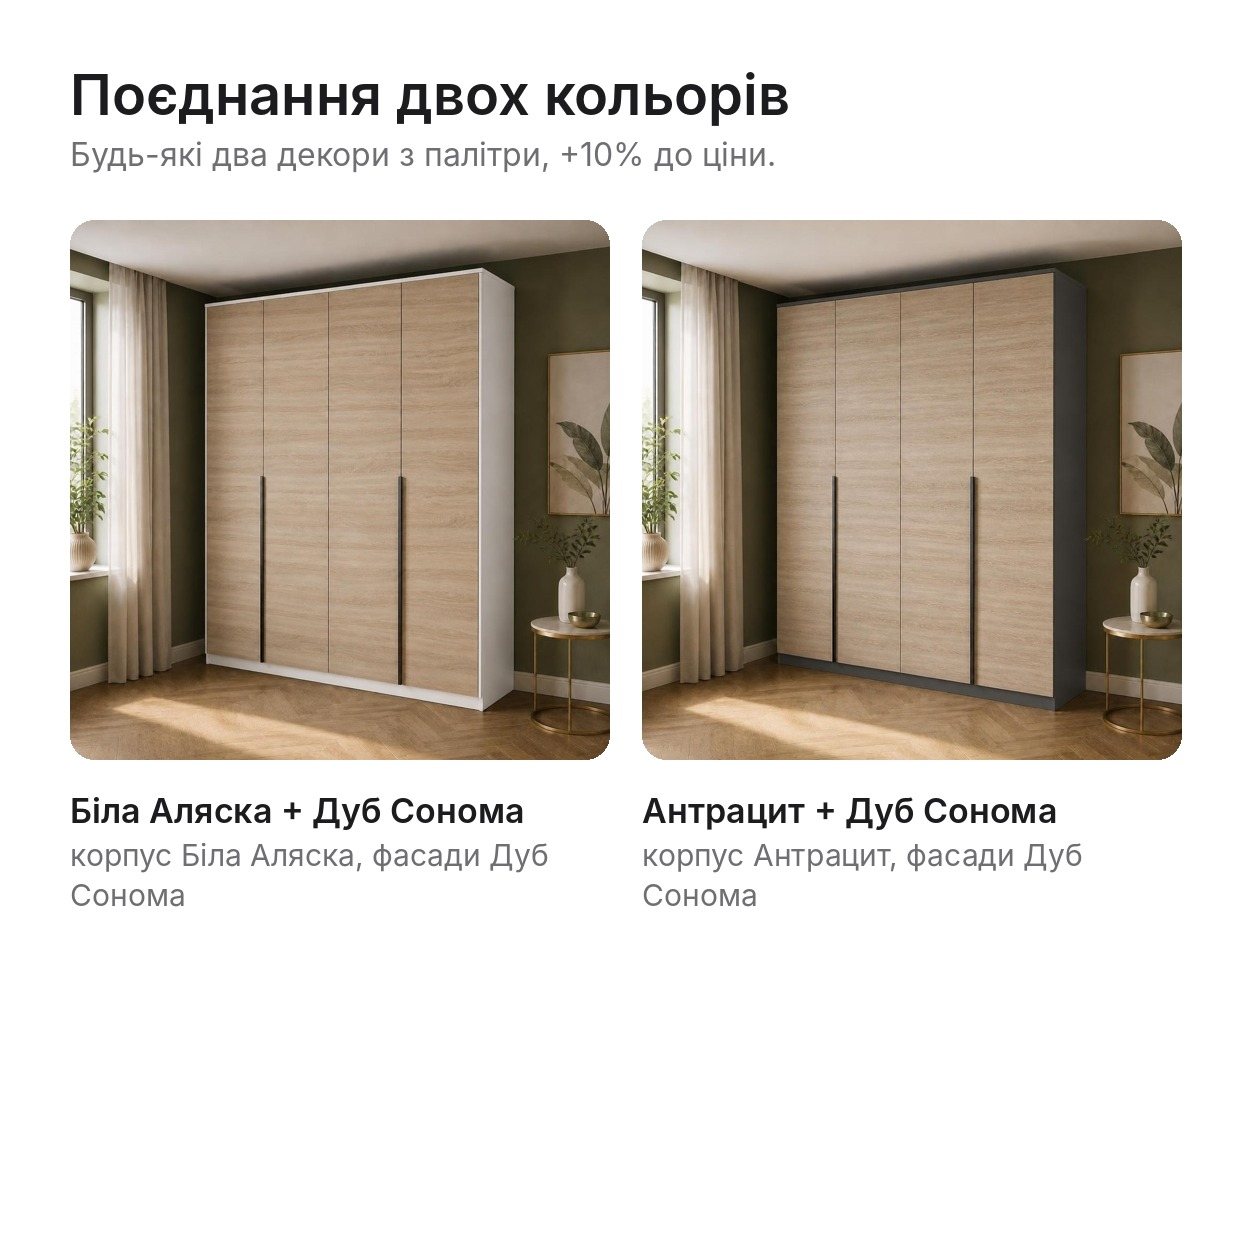 Поєднання двох кольорів
Будь-які два декори з палітри, +10% до ціни.
Біла Аляска + Дуб Сонома
корпус Біла Аляска, фасади Дуб
Сонома
Антрацит + Дуб Сонома
корпус Антрацит, фасади Дуб
Сонома